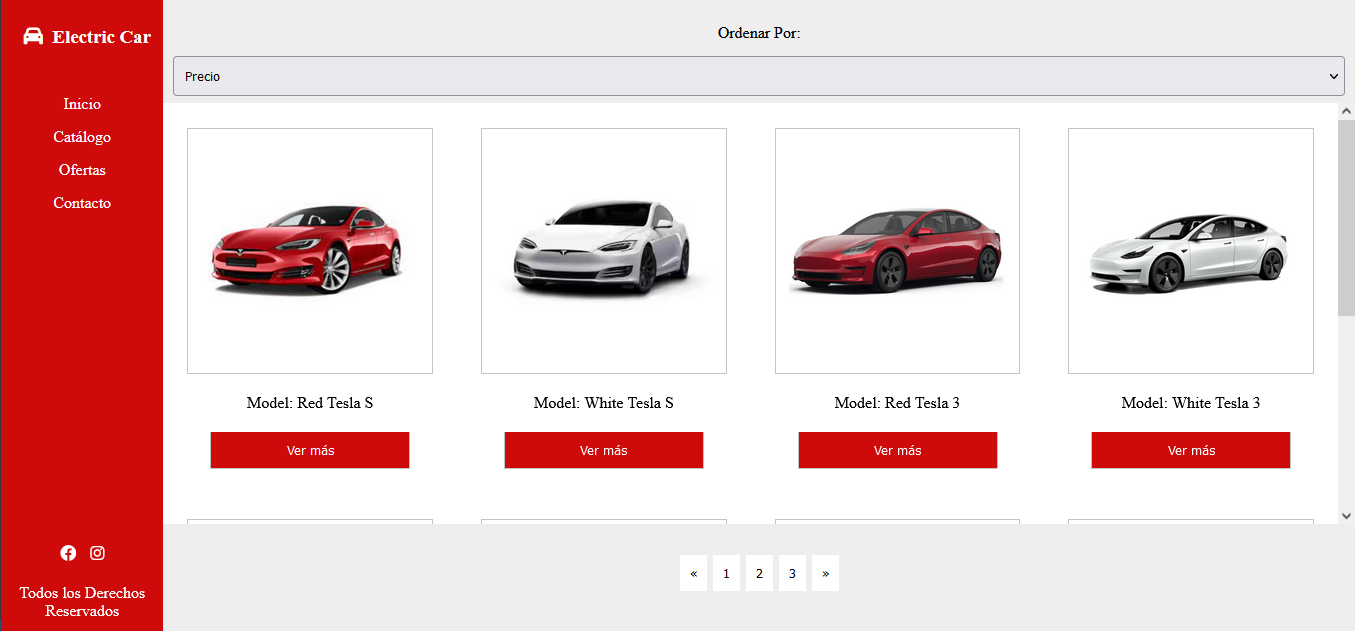 Electric Car
Inicio
Catálogo
Ofertas
Contacto
Todos los Derechos
Reservados
Ordenar Por:
Precio
Model: Red Tesla S
Model: White Tesla S
Model: Red Tesla 3
Model: White Tesla 3
Ver más
Ver más
Ver más
Ver más
« 1 2 3 »